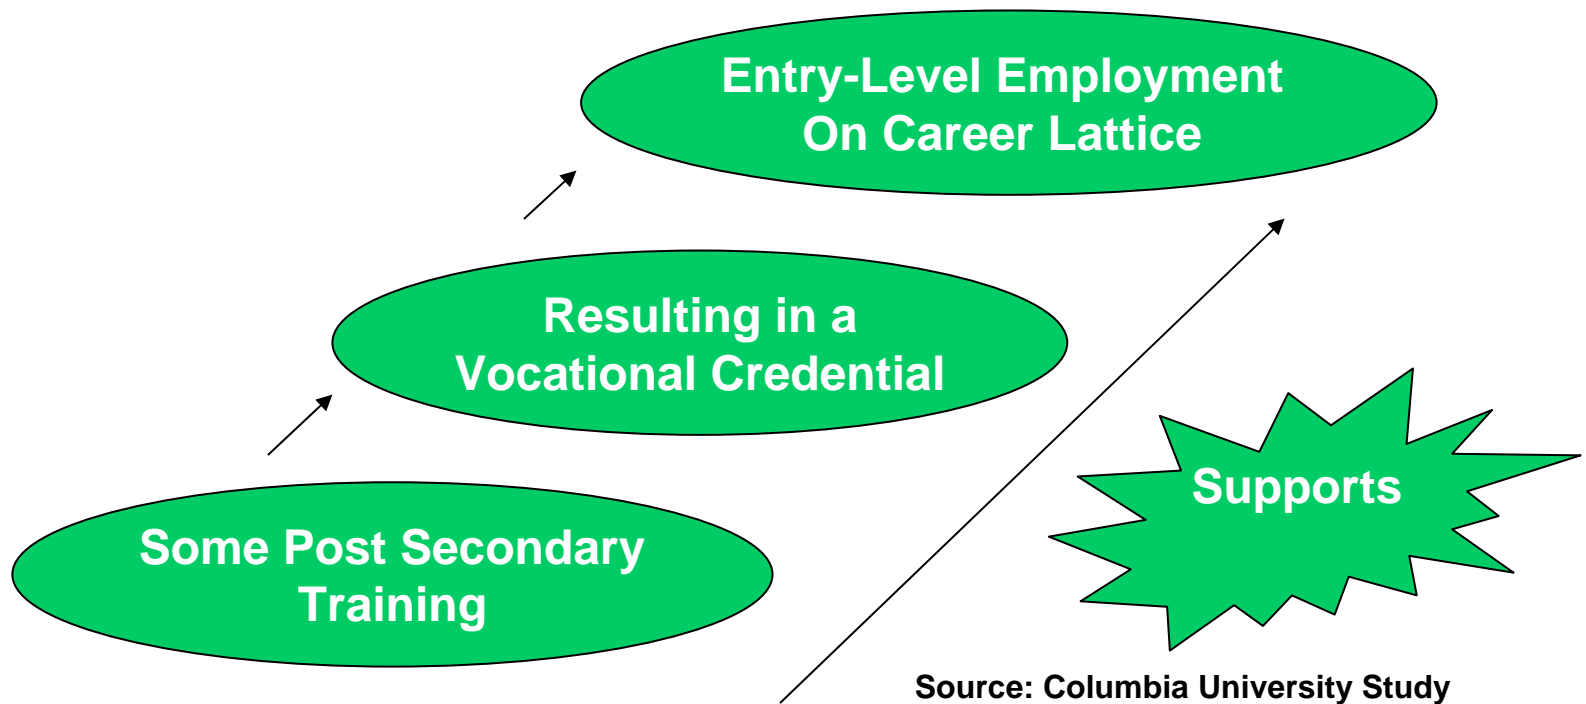 Entry-Level Employment
On Career Lattice
Resulting in a
Vocational Credential
Supports
Some Post Secondary
Training
Source: Columbia University Study